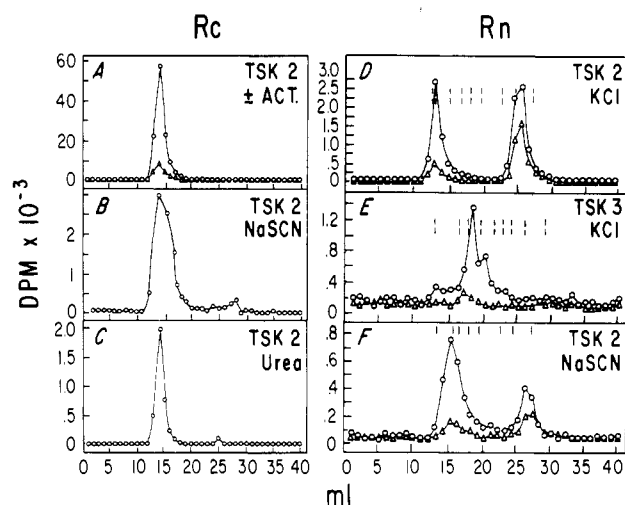 Rc
Rn
DPM x 10⁻³
A
TSK 2
± ACT.
60
40
20
0
B
TSK 2
NaSCN
2
0
C
TSK 2
Urea
2.0
1.5
1.0
.5
0
0 5 10 15 20 25 30 35 40
D
TSK 2
KCl
3.0
2.5
2.0
1.5
1.0
.5
0
E
TSK 3
KCl
1.2
.8
.4
0
F
TSK 2
NaSCN
.8
.6
.4
.2
0
0 5 10 15 20 25 30 35 40
ml